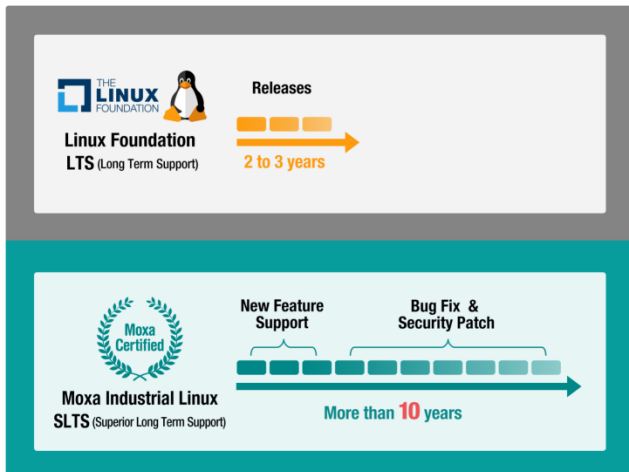 THE
LINUX
FOUNDATION
Linux Foundation
LTS (Long Term Support)
Releases
2 to 3 years
Moxa
Certified
Moxa Industrial Linux
SLTS (Superior Long Term Support)
New Feature
Support
Bug Fix &
Security Patch
More than 10 years